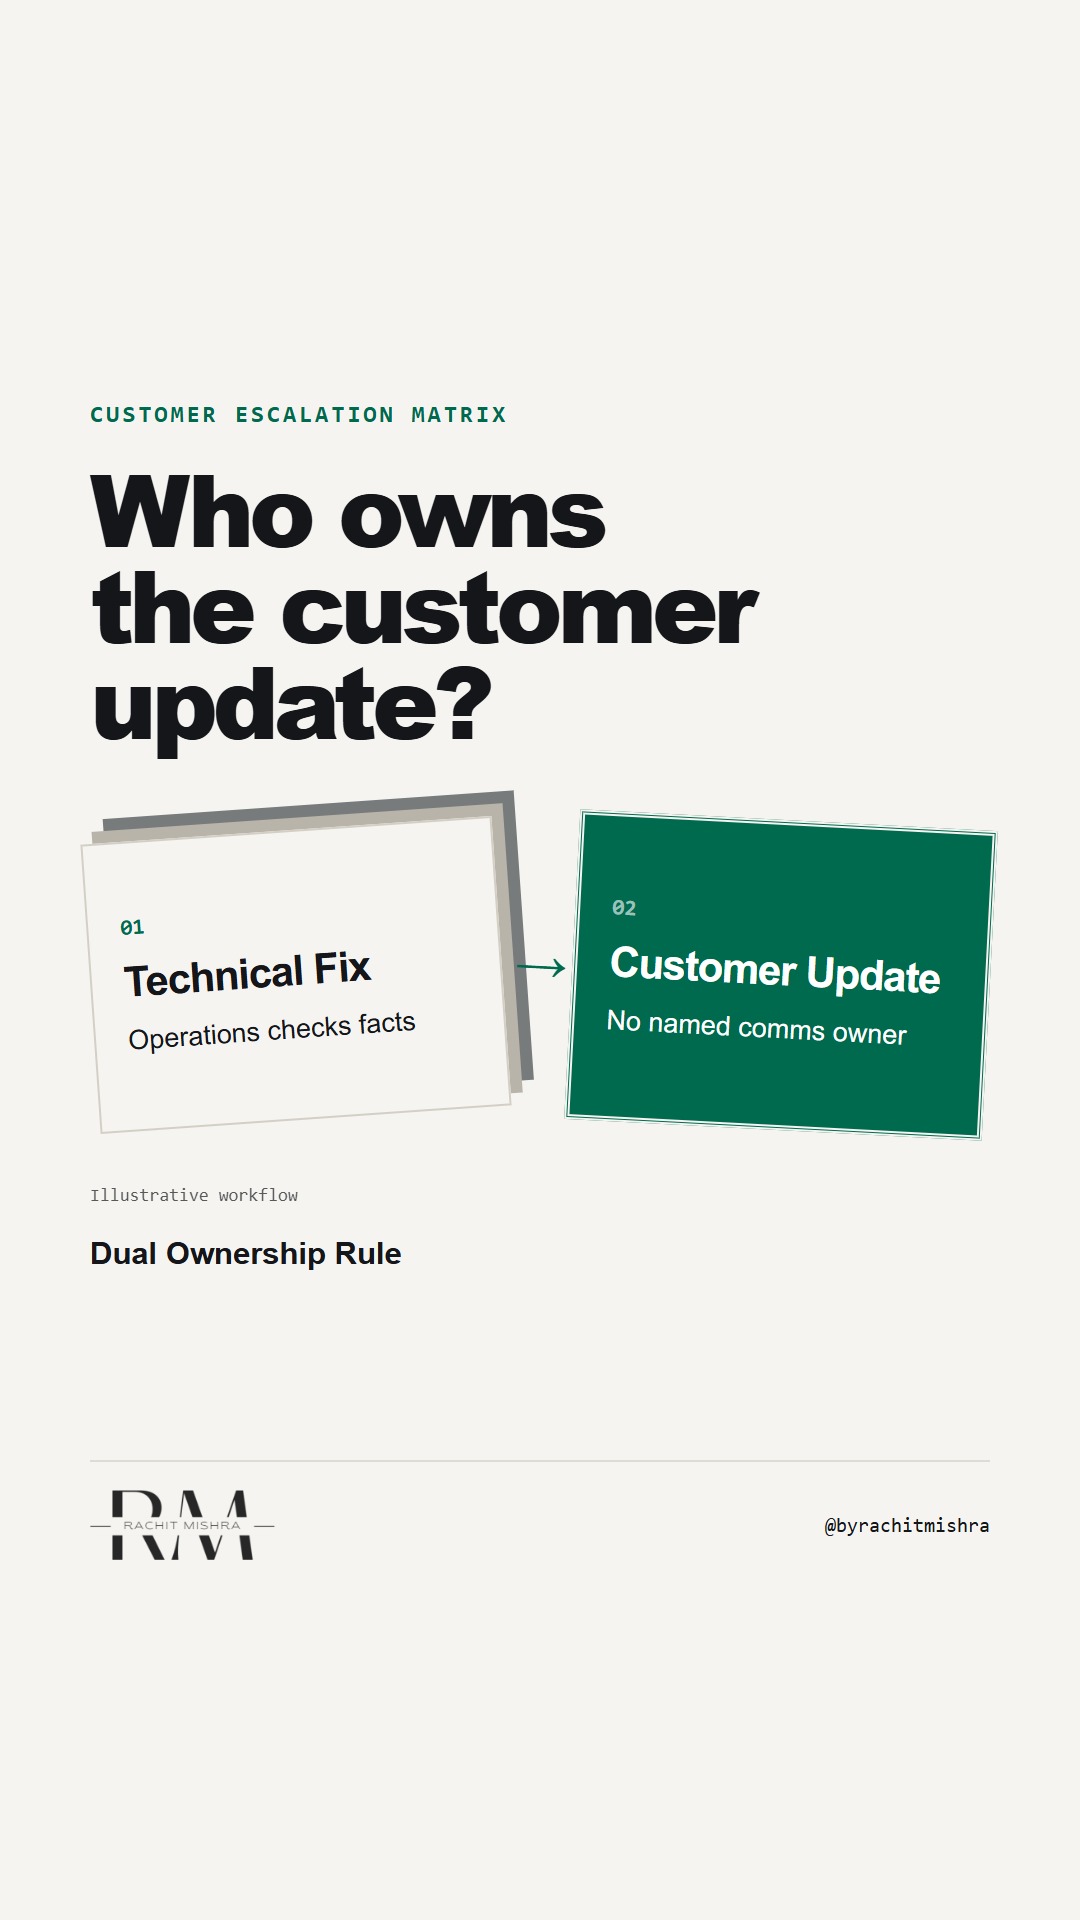 CUSTOMER ESCALATION MATRIX
Who owns
the customer
update?
01
Technical Fix
Operations checks facts
→
02
Customer Update
No named comms owner
Illustrative workflow
Dual Ownership Rule
RM
RACHIT MISHRA
@byrachitmishra